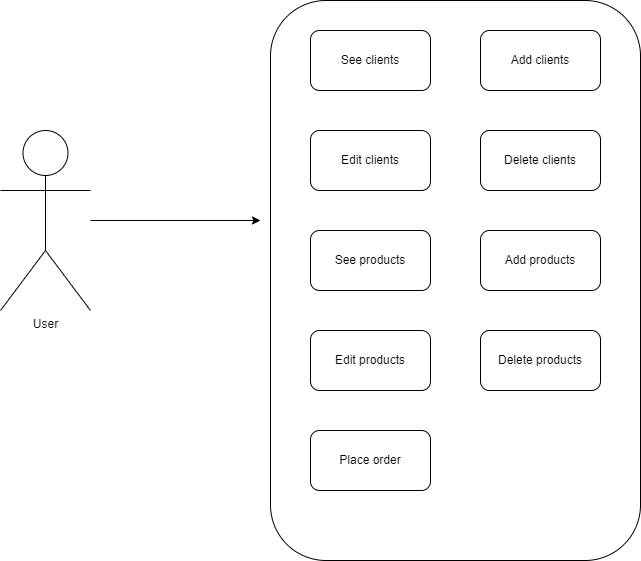 See clients
Add clients
Edit clients
Delete clients
See products
Add products
User
Edit products
Delete products
Place order